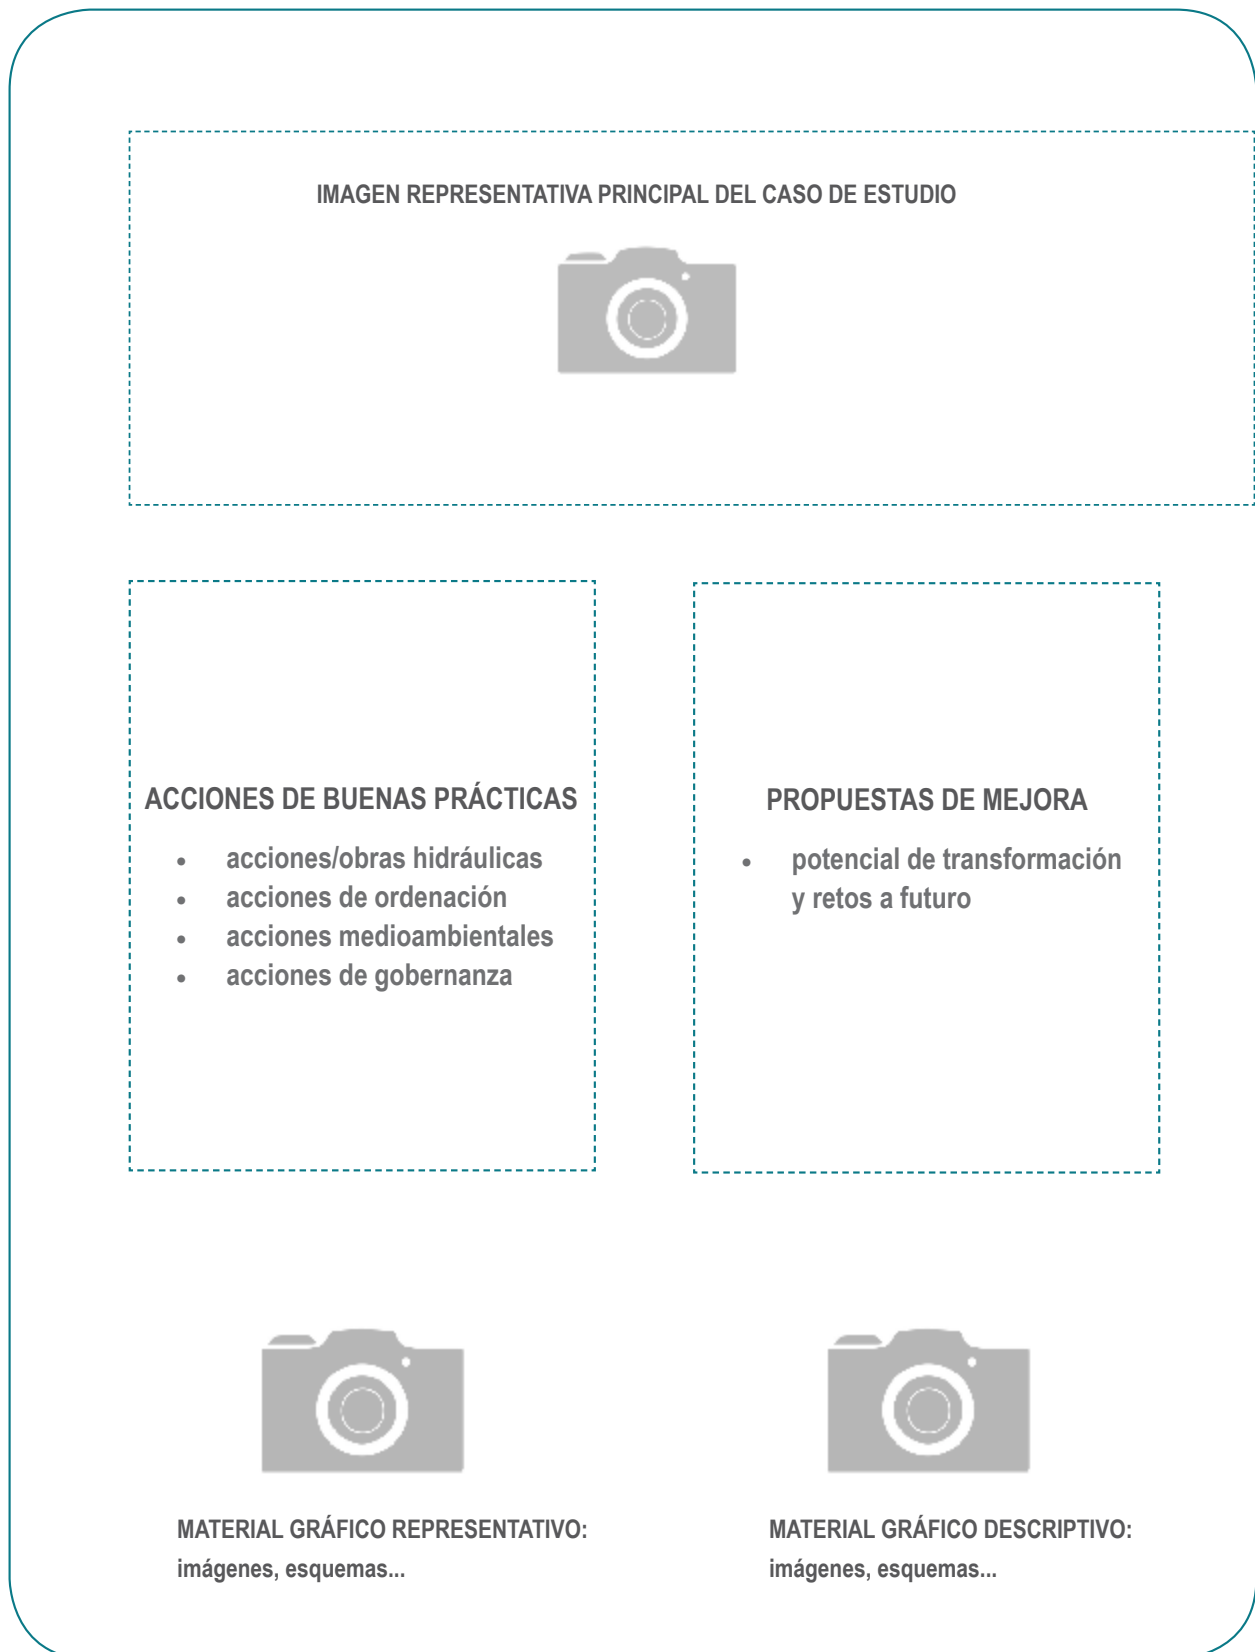 IMAGEN REPRESENTATIVA PRINCIPAL DEL CASO DE ESTUDIO
ACCIONES DE BUENAS PRÁCTICAS
• acciones/obras hidráulicas
• acciones de ordenación
• acciones medioambientales
• acciones de gobernanza
PROPUESTAS DE MEJORA
• potencial de transformación
y retos a futuro
MATERIAL GRÁFICO REPRESENTATIVO:
imágenes, esquemas...
MATERIAL GRÁFICO DESCRIPTIVO:
imágenes, esquemas...